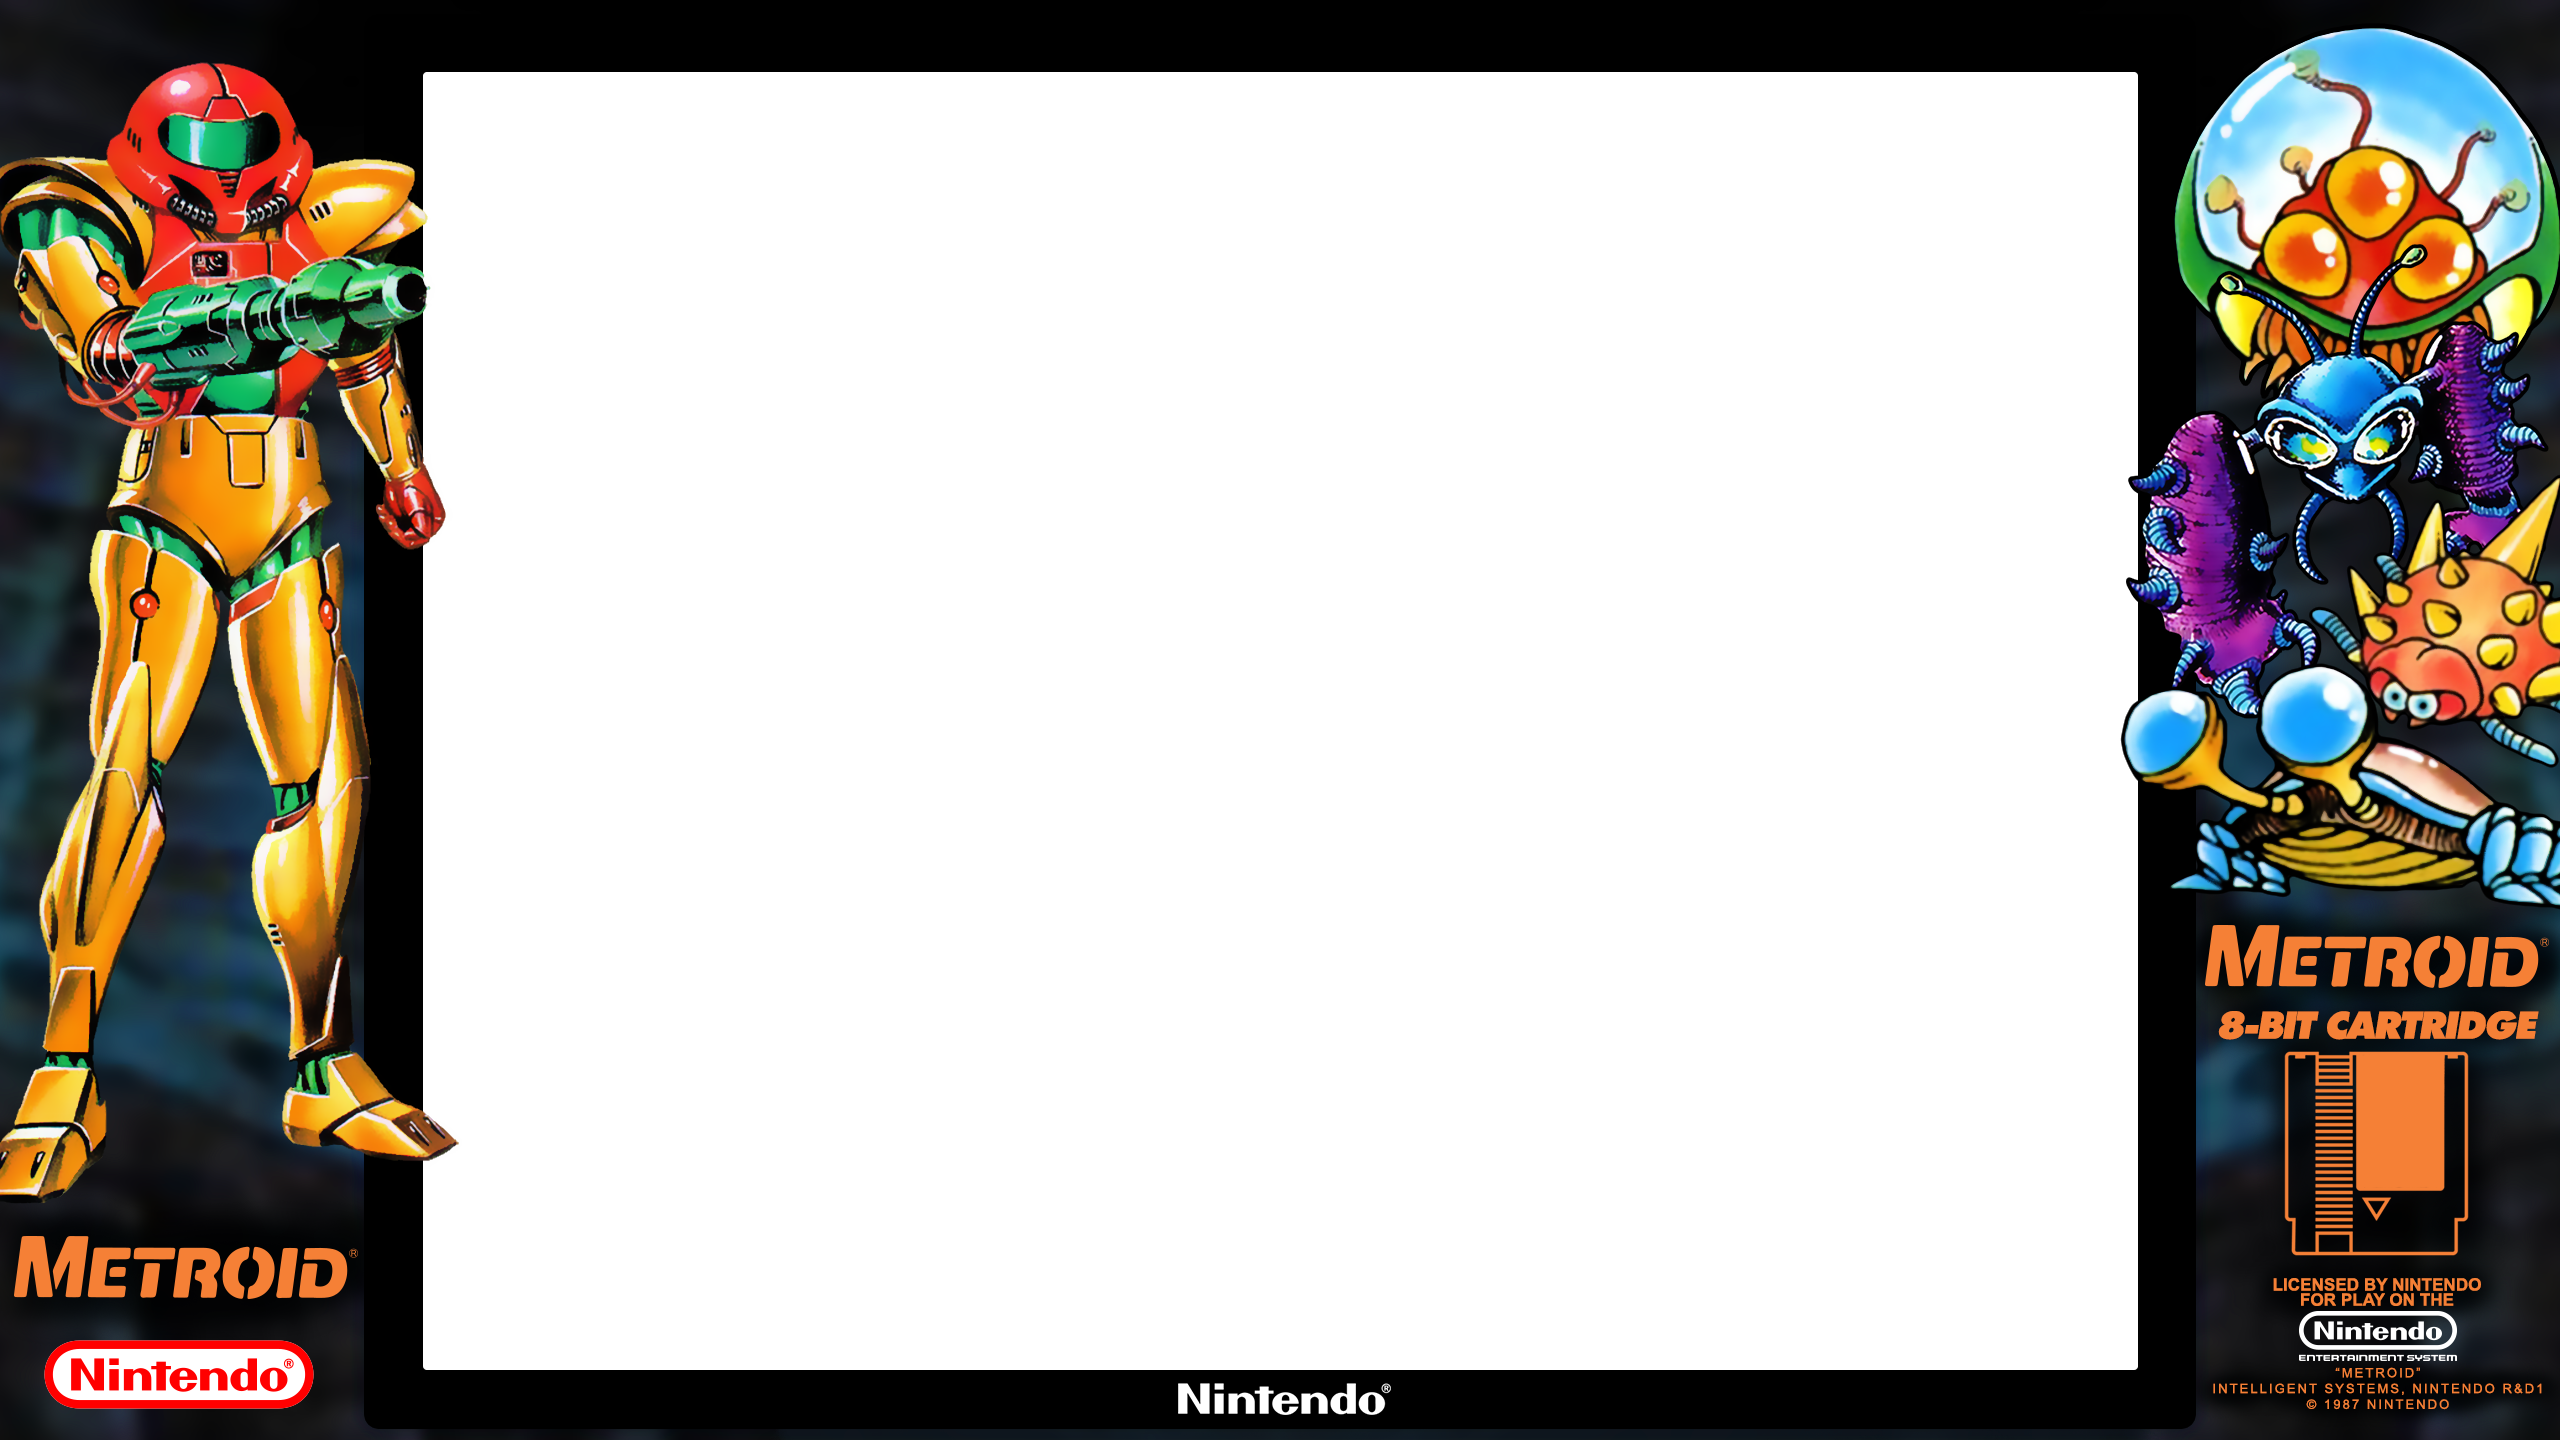 METROID®
Nintendo®
Nintendo®
METROID®
8-BIT CARTRIDGE
LICENSED BY NINTENDO
FOR PLAY ON THE
Nintendo
ENTERTAINMENT SYSTEM
"METROID"
INTELLIGENT SYSTEMS, NINTENDO R&D1
© 1987 NINTENDO